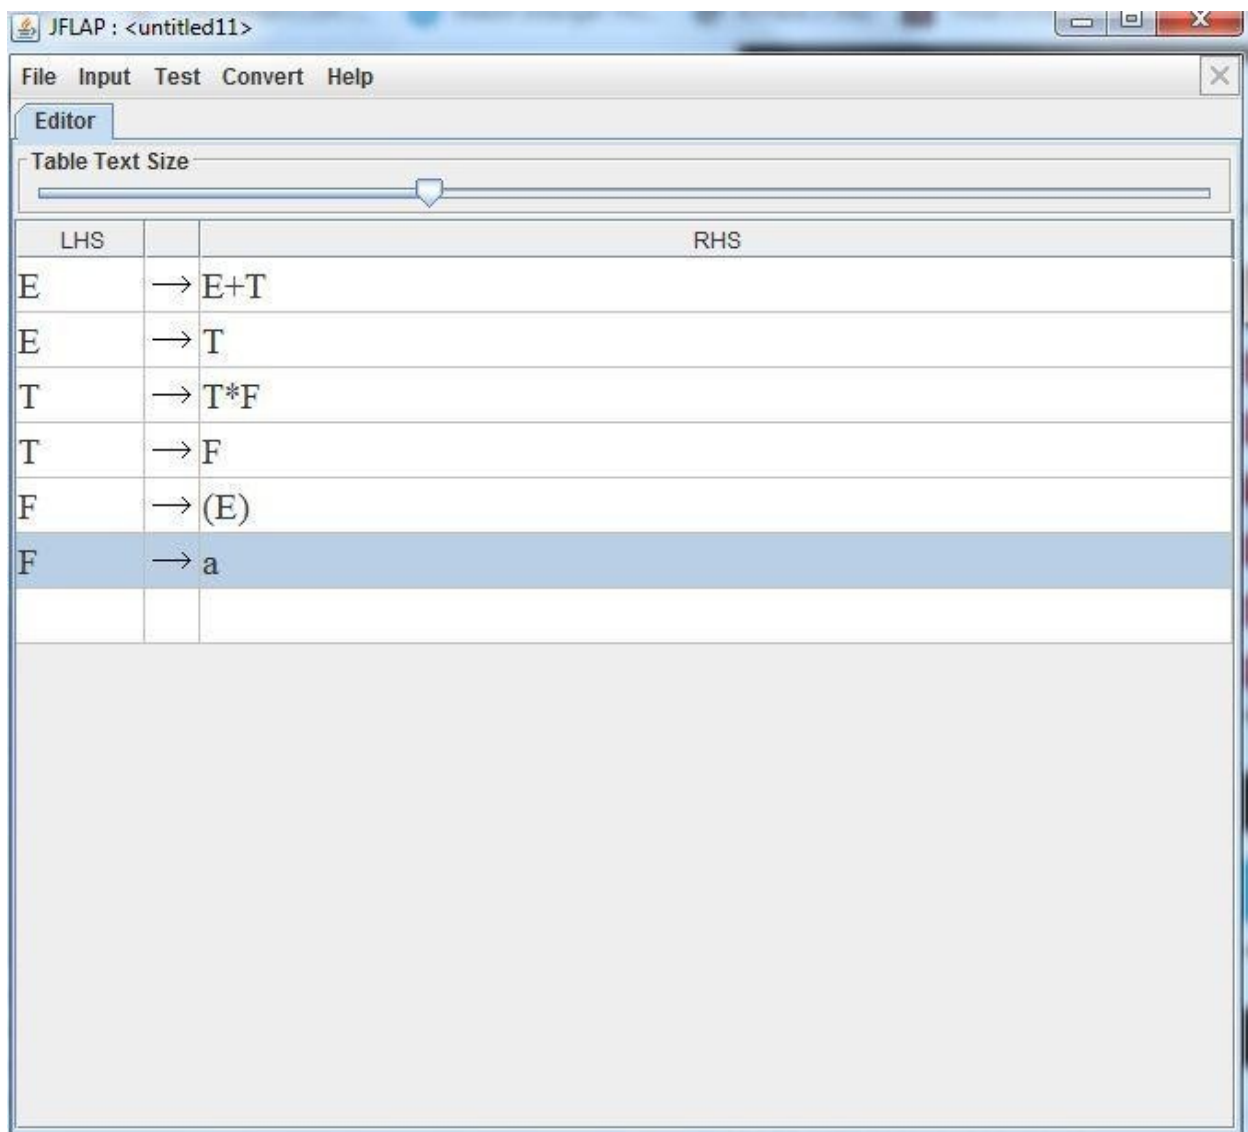 JFLAP : <untitled11>
File Input Test Convert Help
Editor
Table Text Size
LHS RHS
E → E+T
E → T
T → T*F
T → F
F → (E)
F → a